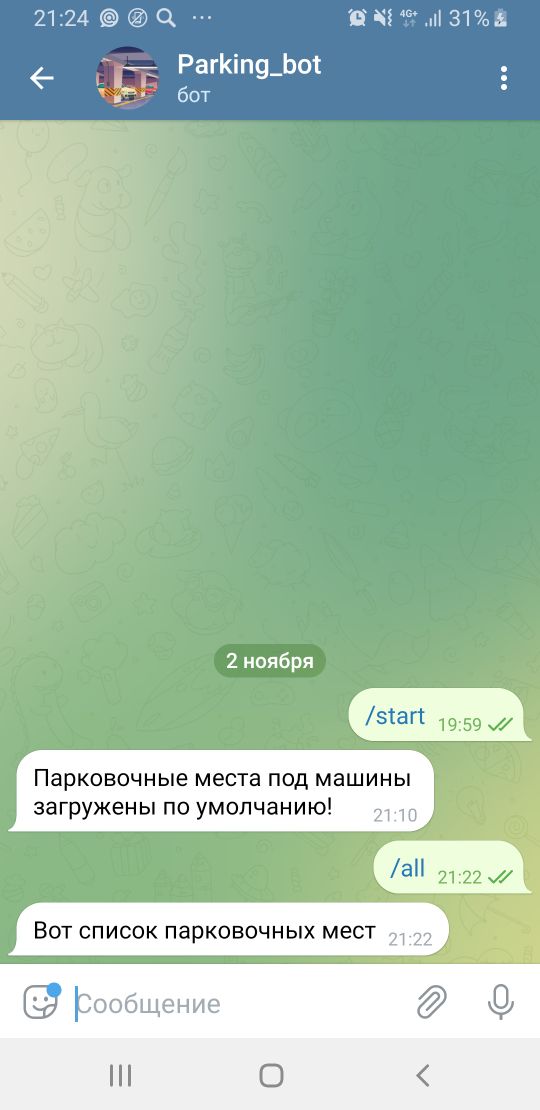 21:24 4G+ 31%
Parking_bot
бот
2 ноября
/start 19:59
Парковочные места под машины
загружены по умолчанию! 21:10
/all 21:22
Вот список парковочных мест 21:22
Сообщение